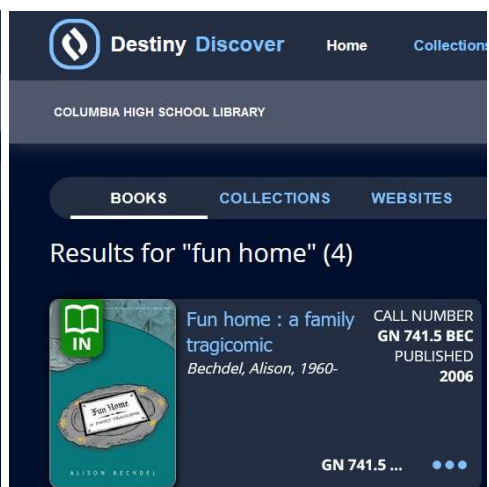 Destiny Discover Home Collections
COLUMBIA HIGH SCHOOL LIBRARY
BOOKS COLLECTIONS WEBSITES
Results for "fun home" (4)
IN
Fun Home
A FAMILY TRAGICOMIC
ALISON BECHDEL
Fun home : a family
tragicomic
Bechdel, Alison, 1960-
CALL NUMBER
GN 741.5 BEC
PUBLISHED
2006
GN 741.5 ...